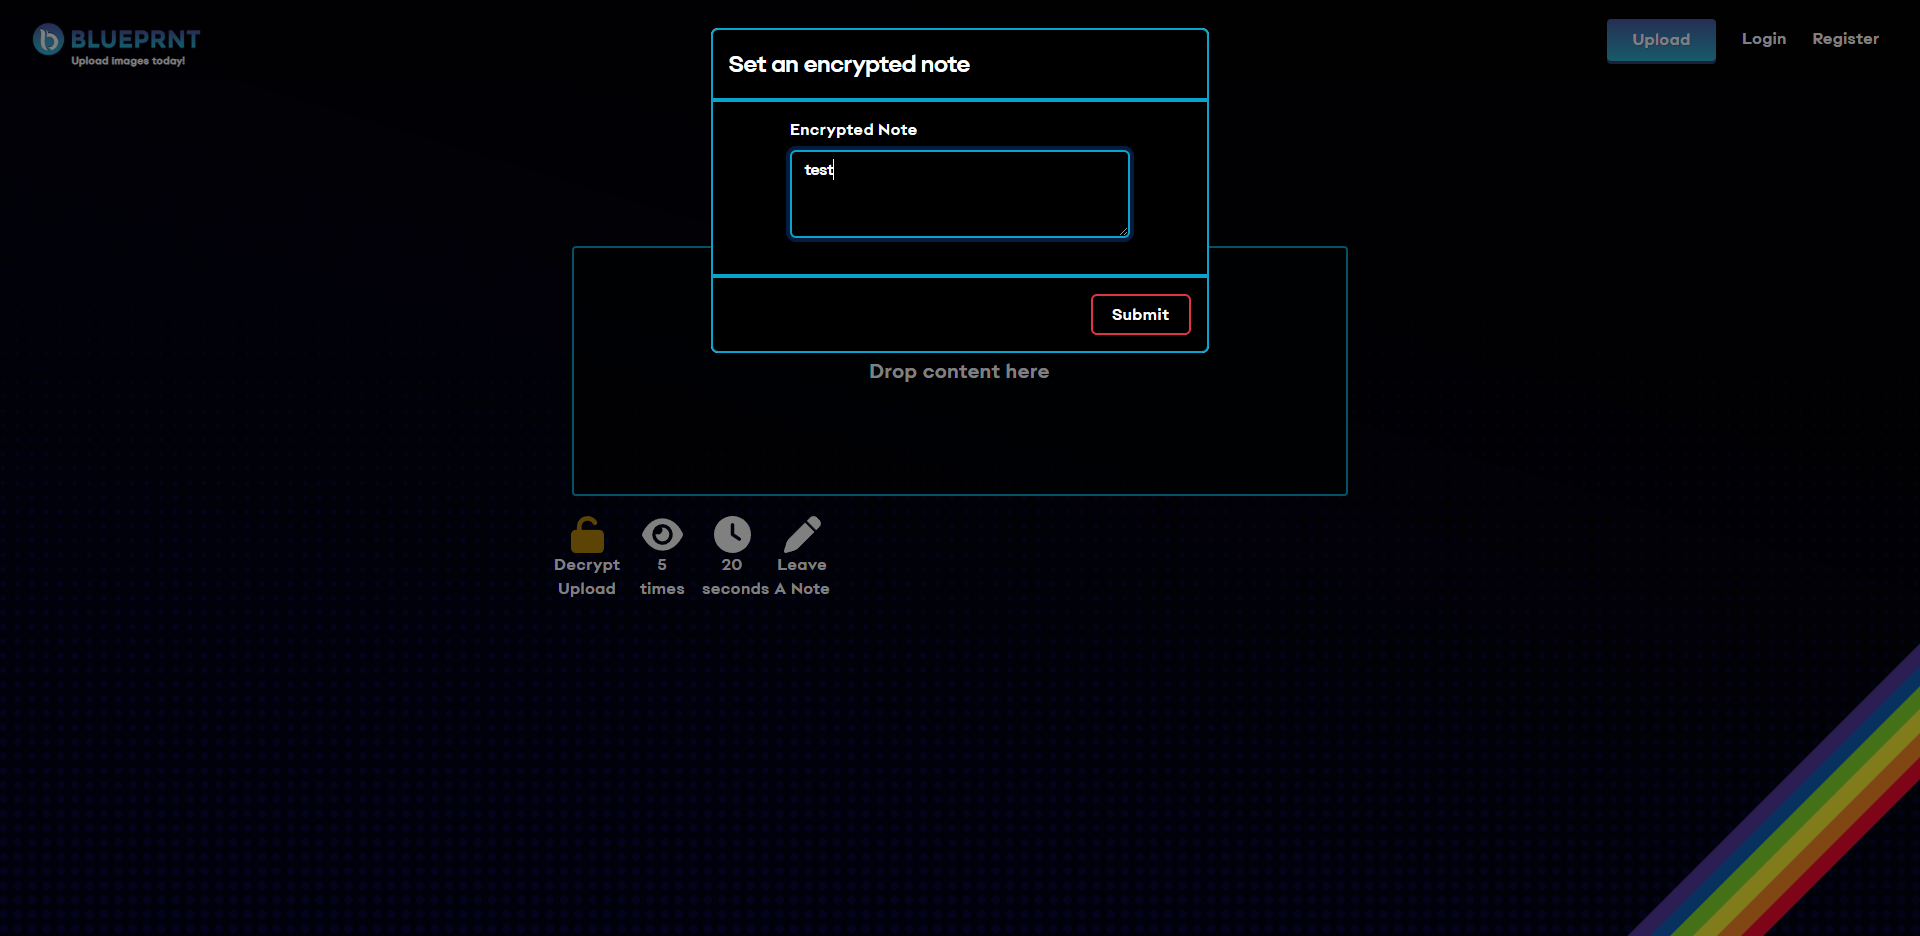 BLUEPRNT
Upload images today!
Upload
Login
Register
Set an encrypted note
Encrypted Note
test
Submit
Drop content here
Decrypt Upload
5 times
20 seconds
Leave A Note